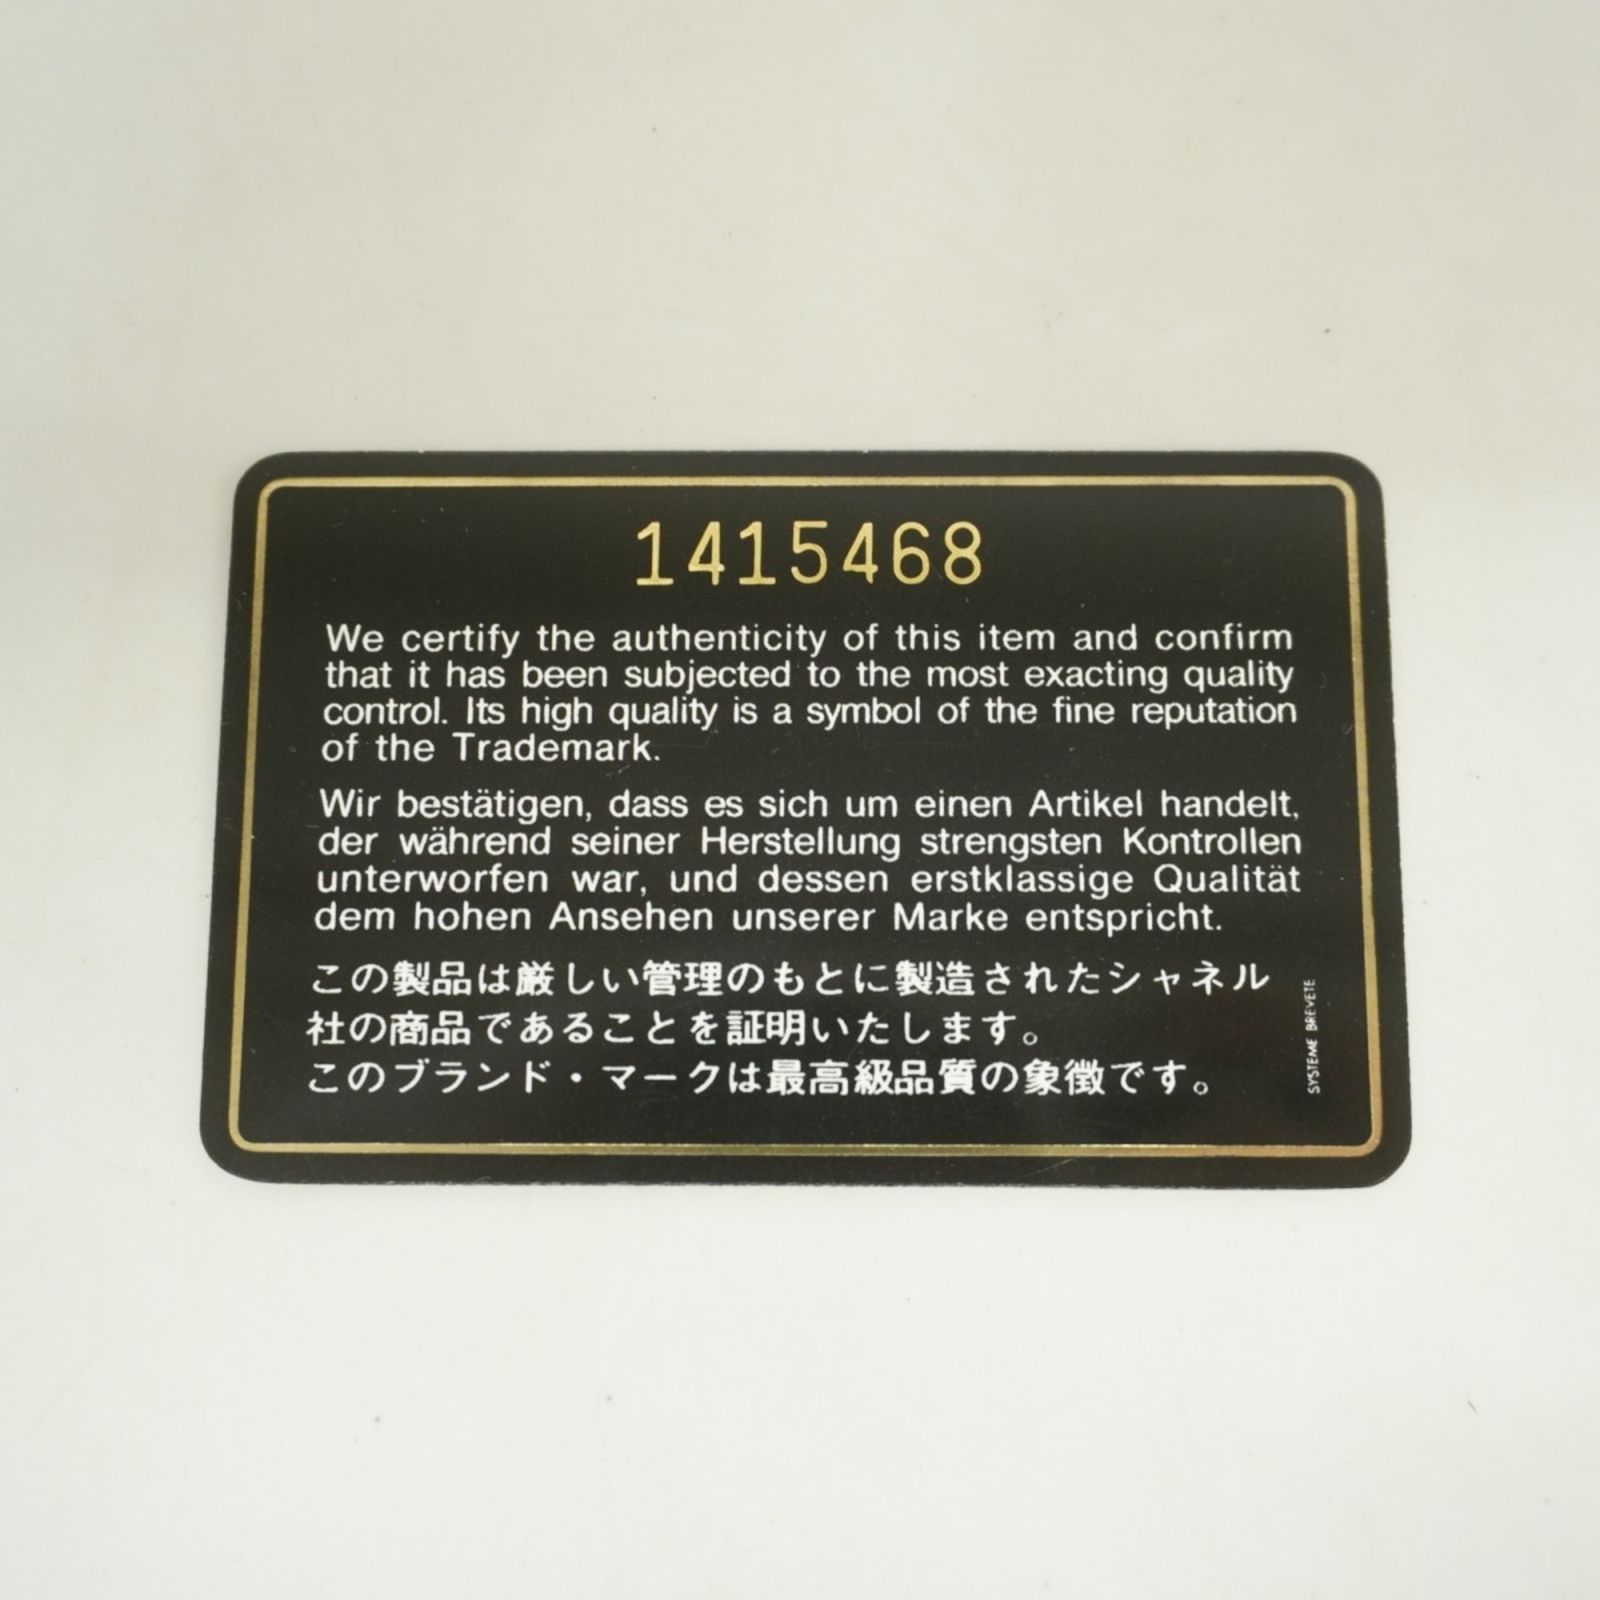 1415468
We certify the authenticity of this item and confirm
that it has been subjected to the most exacting quality
control. Its high quality is a symbol of the fine reputation
of the Trademark.
Wir bestätigen, dass es sich um einen Artikel handelt,
der während seiner Herstellung strengsten Kontrollen
unterworfen war, und dessen erstklassige Qualität
dem hohen Ansehen unserer Marke entspricht.
この製品は厳しい管理のもとに製造されたシャネル
社の商品であることを証明いたします。
このブランド・マークは最高級品質の象徴です。
SYSTEME BREVETE